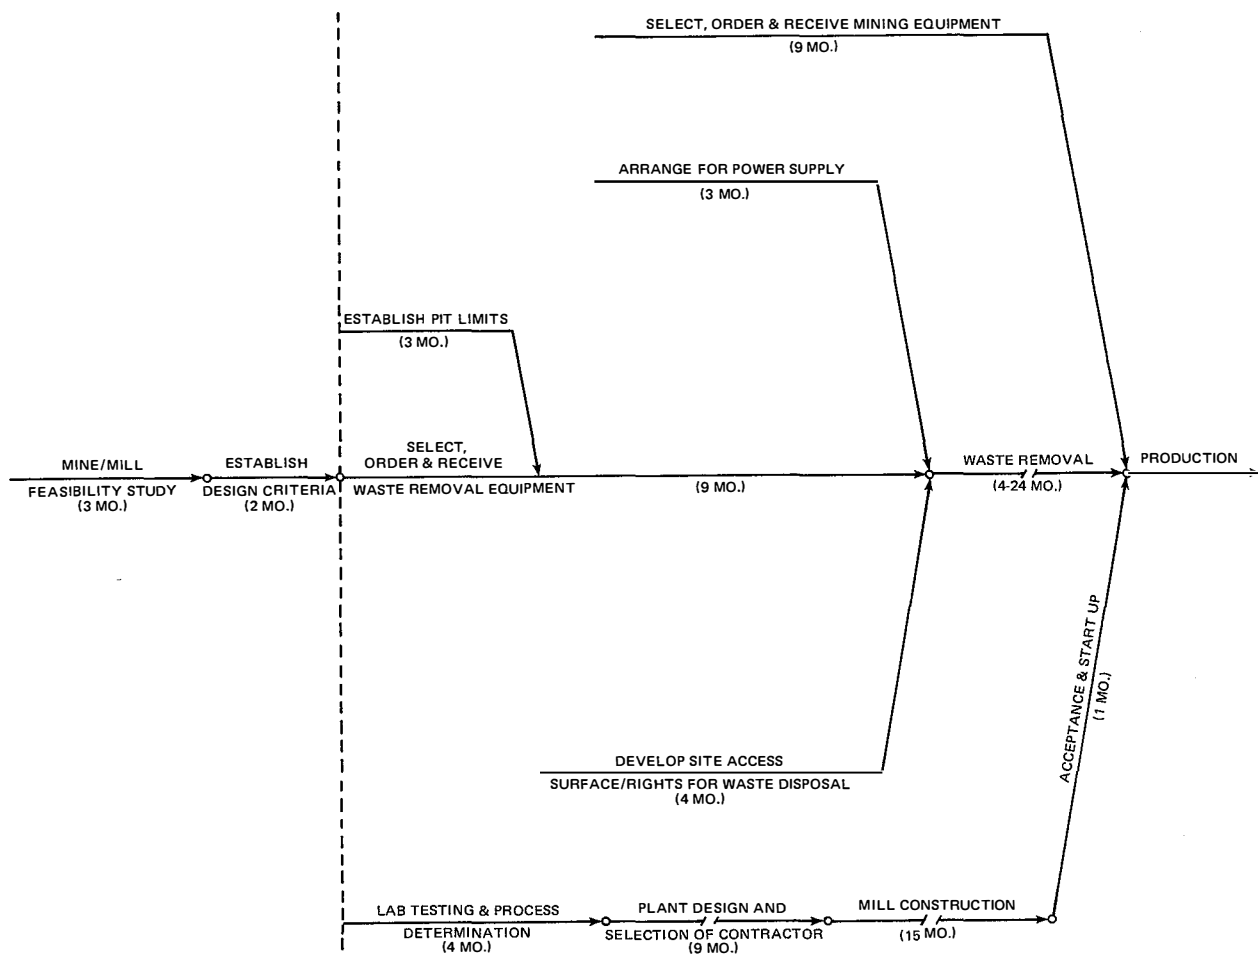 SELECT, ORDER & RECEIVE MINING EQUIPMENT
(9 MO.)
ARRANGE FOR POWER SUPPLY
(3 MO.)
ESTABLISH PIT LIMITS
(3 MO.)
MINE/MILL
FEASIBILITY STUDY
(3 MO.)
ESTABLISH
DESIGN CRITERIA
(2 MO.)
SELECT,
ORDER & RECEIVE
WASTE REMOVAL EQUIPMENT
(9 MO.)
WASTE REMOVAL
(4-24 MO.)
PRODUCTION
DEVELOP SITE ACCESS
SURFACE/RIGHTS FOR WASTE DISPOSAL
(4 MO.)
ACCEPTANCE & START UP
(1 MO.)
LAB TESTING & PROCESS
DETERMINATION
(4 MO.)
PLANT DESIGN AND
SELECTION OF CONTRACTOR
(9 MO.)
MILL CONSTRUCTION
(15 MO.)